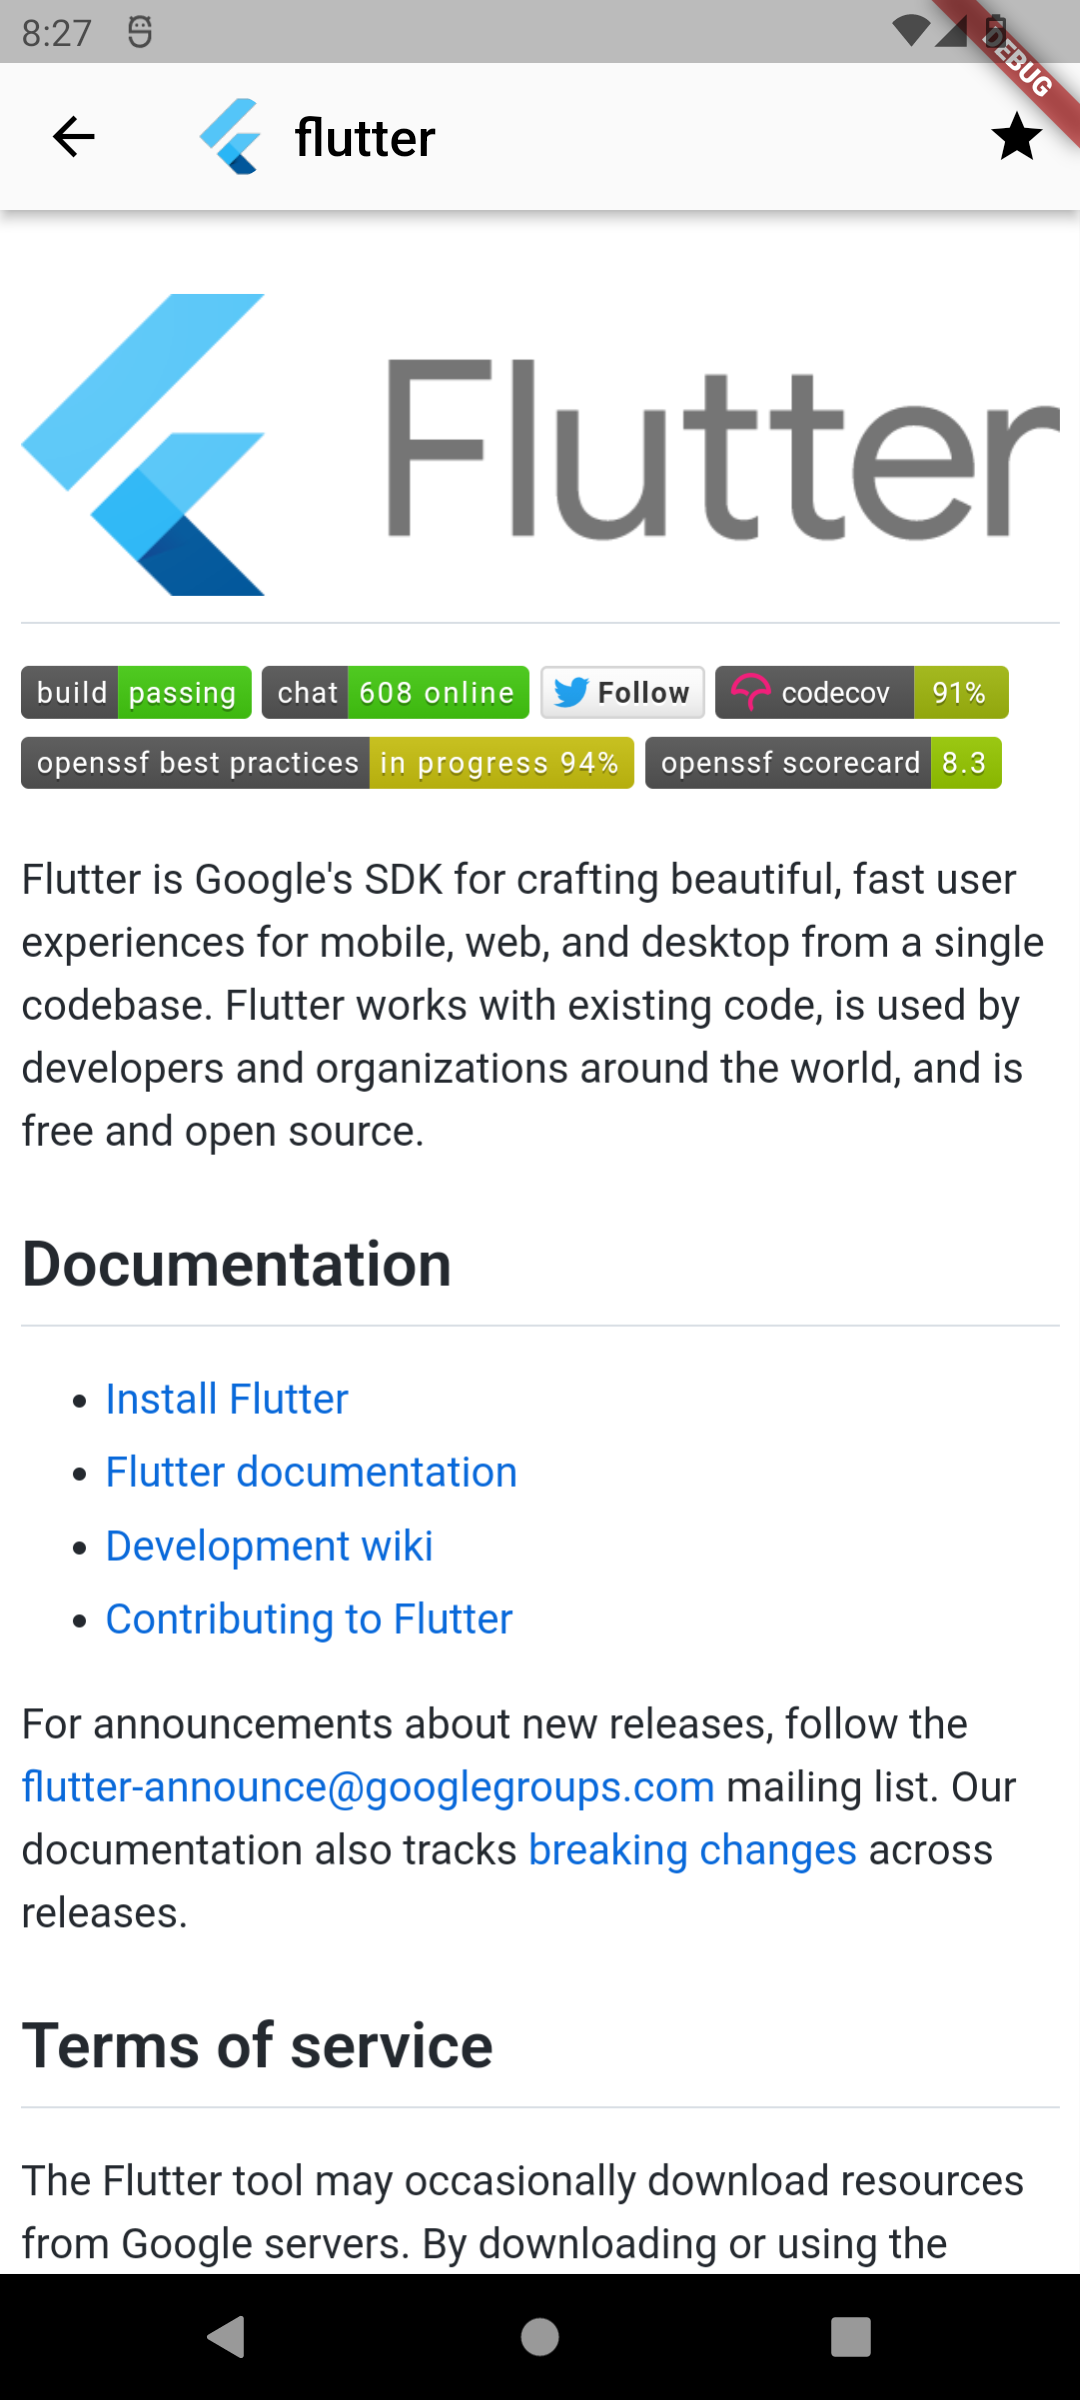 8:27
DEBUG
flutter
Flutter
build passing chat 608 online Follow codecov 91%
openssf best practices in progress 94% openssf scorecard 8.3
Flutter is Google's SDK for crafting beautiful, fast user
experiences for mobile, web, and desktop from a single
codebase. Flutter works with existing code, is used by
developers and organizations around the world, and is
free and open source.
Documentation
• Install Flutter
• Flutter documentation
• Development wiki
• Contributing to Flutter
For announcements about new releases, follow the
flutter-announce@googlegroups.com mailing list. Our
documentation also tracks breaking changes across
releases.
Terms of service
The Flutter tool may occasionally download resources
from Google servers. By downloading or using the